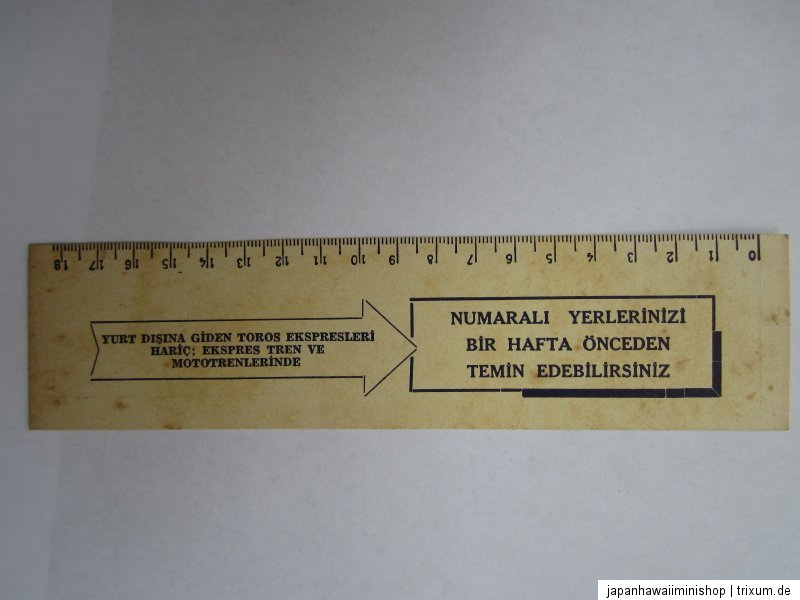 18 17 16 15 14 13 12 11 10 9 8 7 6 5 4 3 2 1 0
YURT DIŞINA GİDEN TOROS EKSPRESLERİ
HARİÇ; EKSPRES TREN VE
MOTOTRENLERİNDE
NUMARALI YERLERİNİZİ
BİR HAFTA ÖNCEDEN
TEMİN EDEBİLİRSİNİZ
japanhawaiiminishop | trixum.de